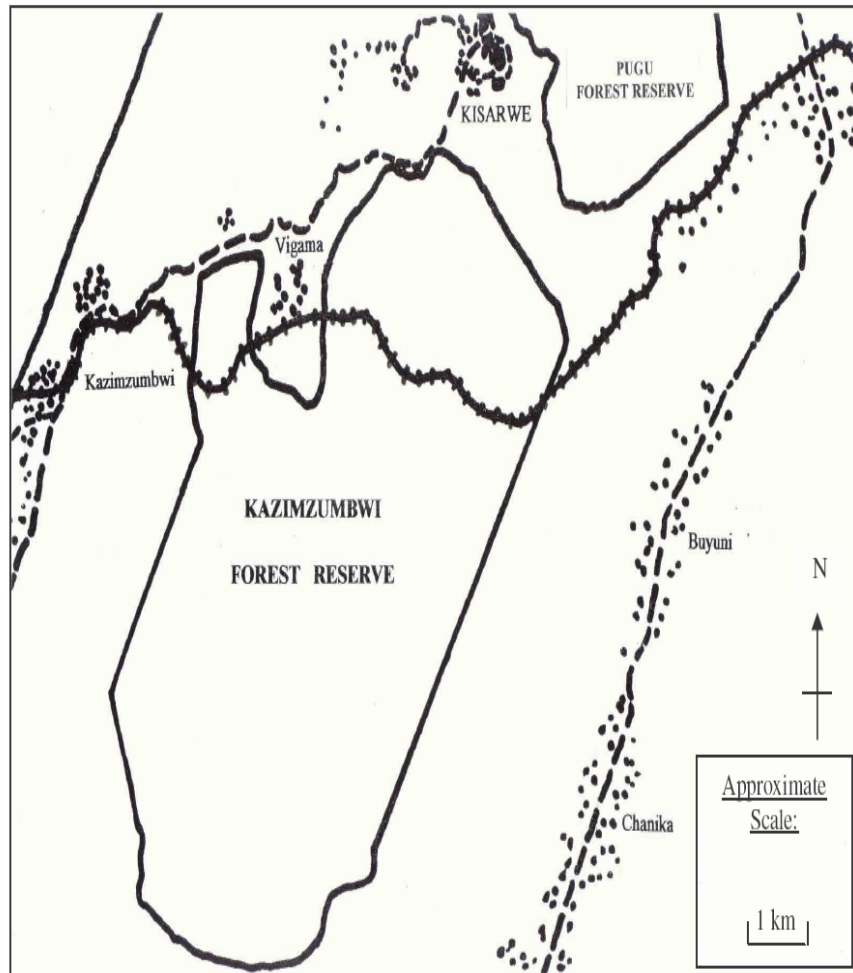 PUGU
FOREST RESERVE
KISARWE
Vigama
Kazimzumbwi
KAZIMZUMBWI
FOREST RESERVE
Buyuni
N
Chanika
Approximate
Scale:
1 km